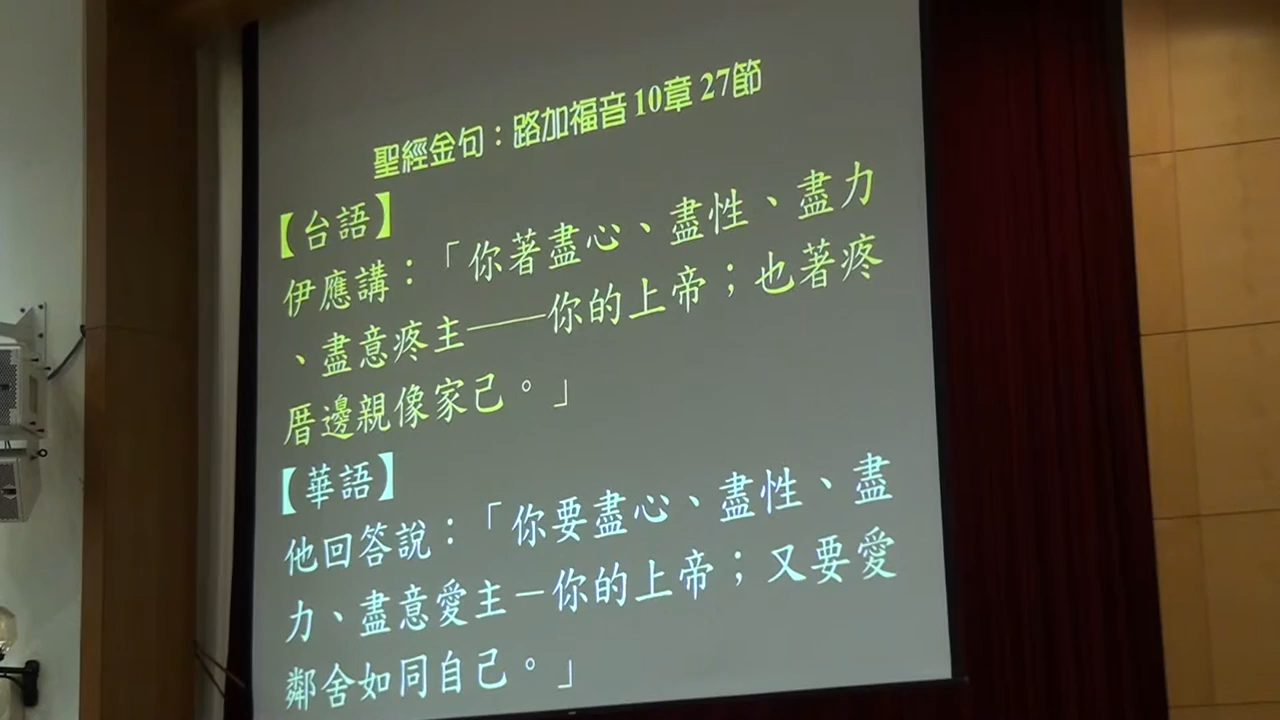 聖經金句：路加福音10章27節
【台語】
伊應講：「你著盡心、盡性、盡力
、盡意疼主——你的上帝；也著疼
厝邊親像家己。」
【華語】
他回答說：「你要盡心、盡性、盡
力、盡意愛主－你的上帝；又要愛
鄰舍如同自己。」